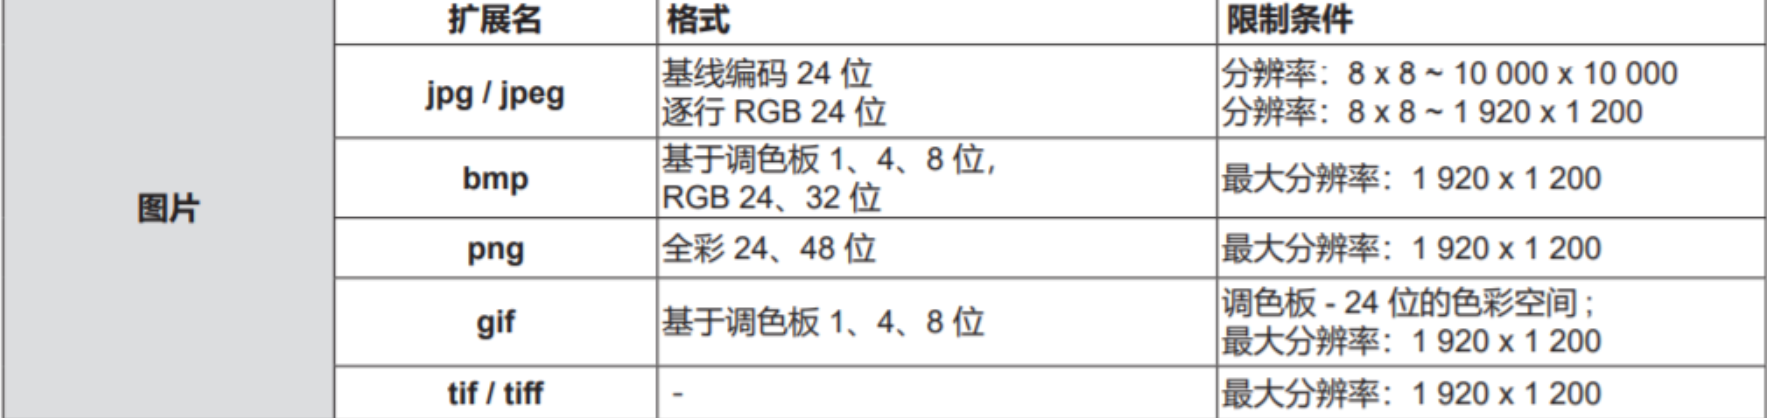 扩展名 格式 限制条件
图片
jpg / jpeg
基线编码 24 位
逐行 RGB 24 位
分辨率：8 x 8 ~ 10 000 x 10 000
分辨率：8 x 8 ~ 1 920 x 1 200
bmp
基于调色板 1、4、8 位,
RGB 24、32 位
最大分辨率：1 920 x 1 200
png 全彩 24、48 位 最大分辨率：1 920 x 1 200
gif
基于调色板 1、4、8 位
调色板 - 24 位的色彩空间 ;
最大分辨率：1 920 x 1 200
tif / tiff - 最大分辨率：1 920 x 1 200